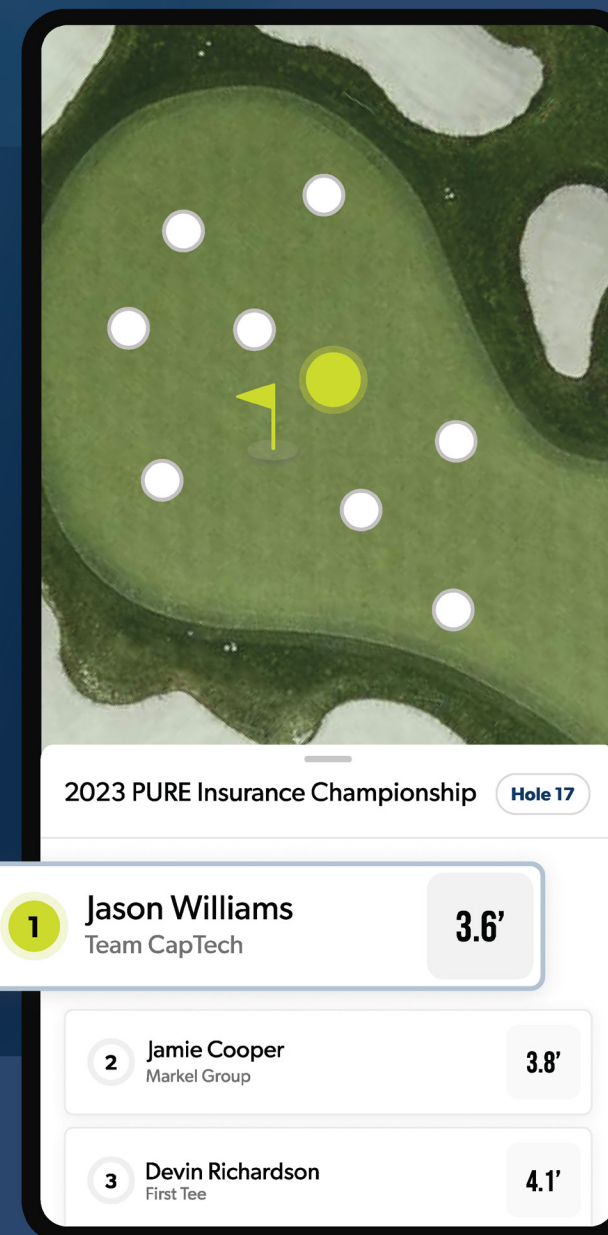 2023 PURE Insurance Championship
Hole 17
1
Jason Williams
Team CapTech
3.6’
2
Jamie Cooper
Markel Group
3.8’
3
Devin Richardson
First Tee
4.1’